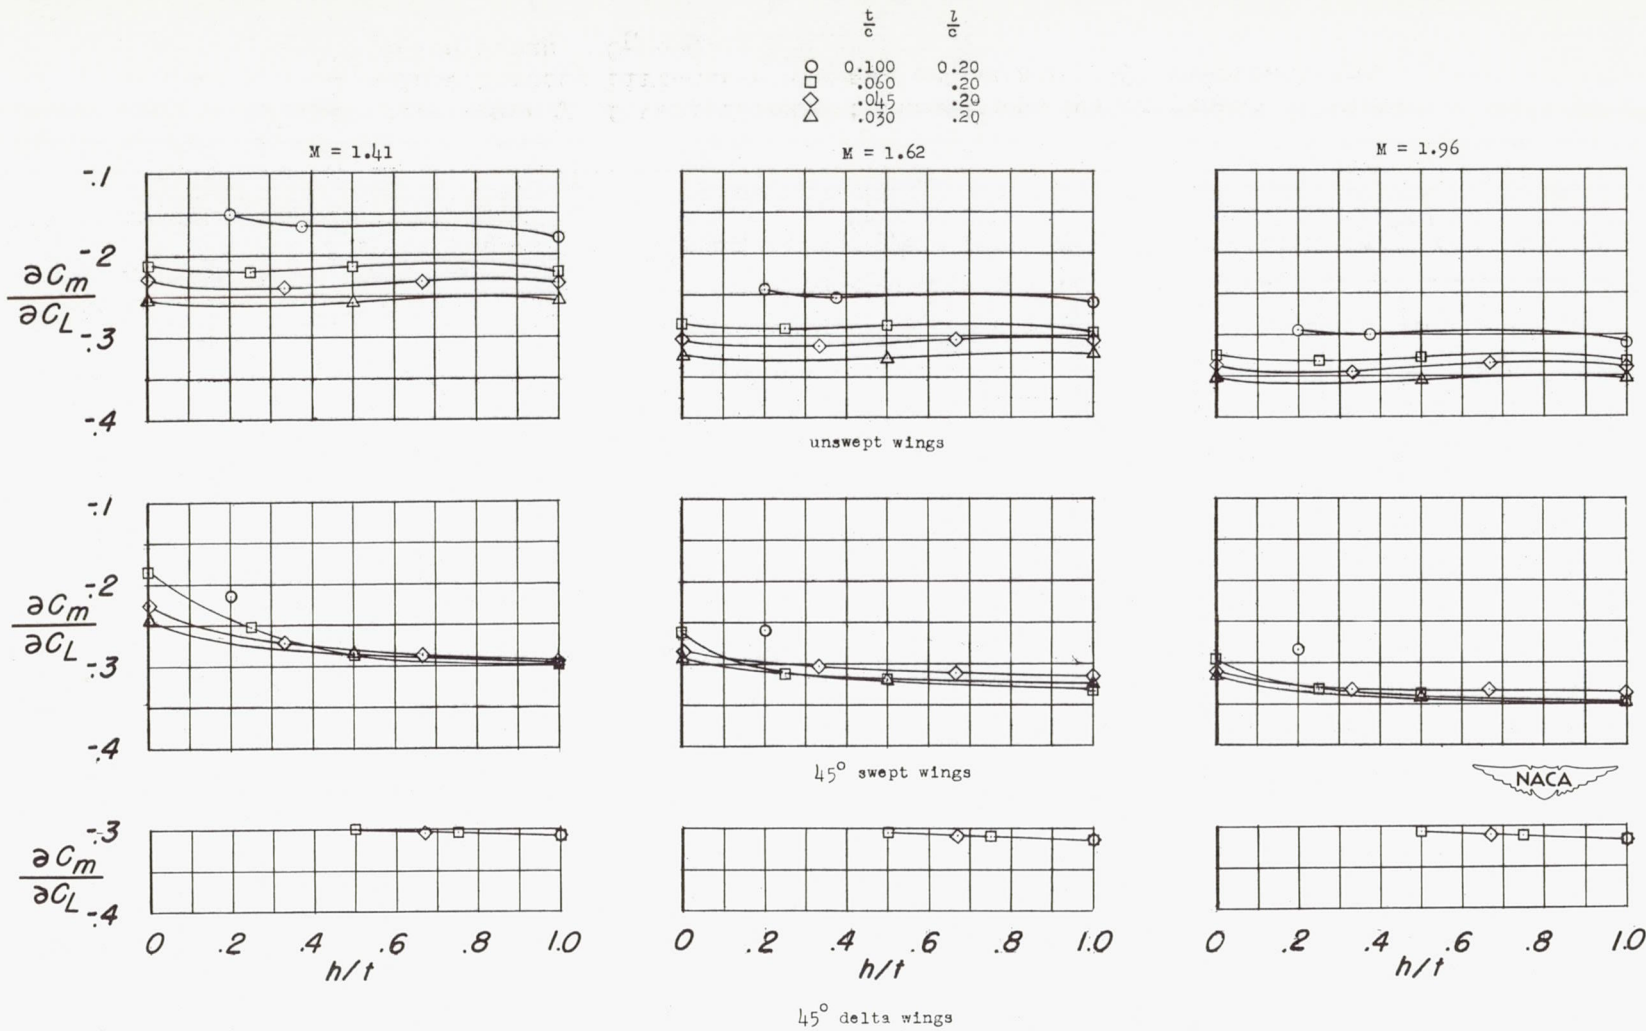 t/c l/c
○ 0.100 0.20
□ .060 .20
◇ .045 .20
△ .030 .20
M = 1.41 M = 1.62 M = 1.96
-.1
-.2
∂Cm/∂CL
-.3
-.4
unswept wings
-.1
-.2
∂Cm/∂CL
-.3
-.4
45° swept wings
NACA
-.3
∂Cm/∂CL
-.4
0 .2 .4 .6 .8 1.0 0 .2 .4 .6 .8 1.0 0 .2 .4 .6 .8 1.0
h/t h/t h/t
45° delta wings